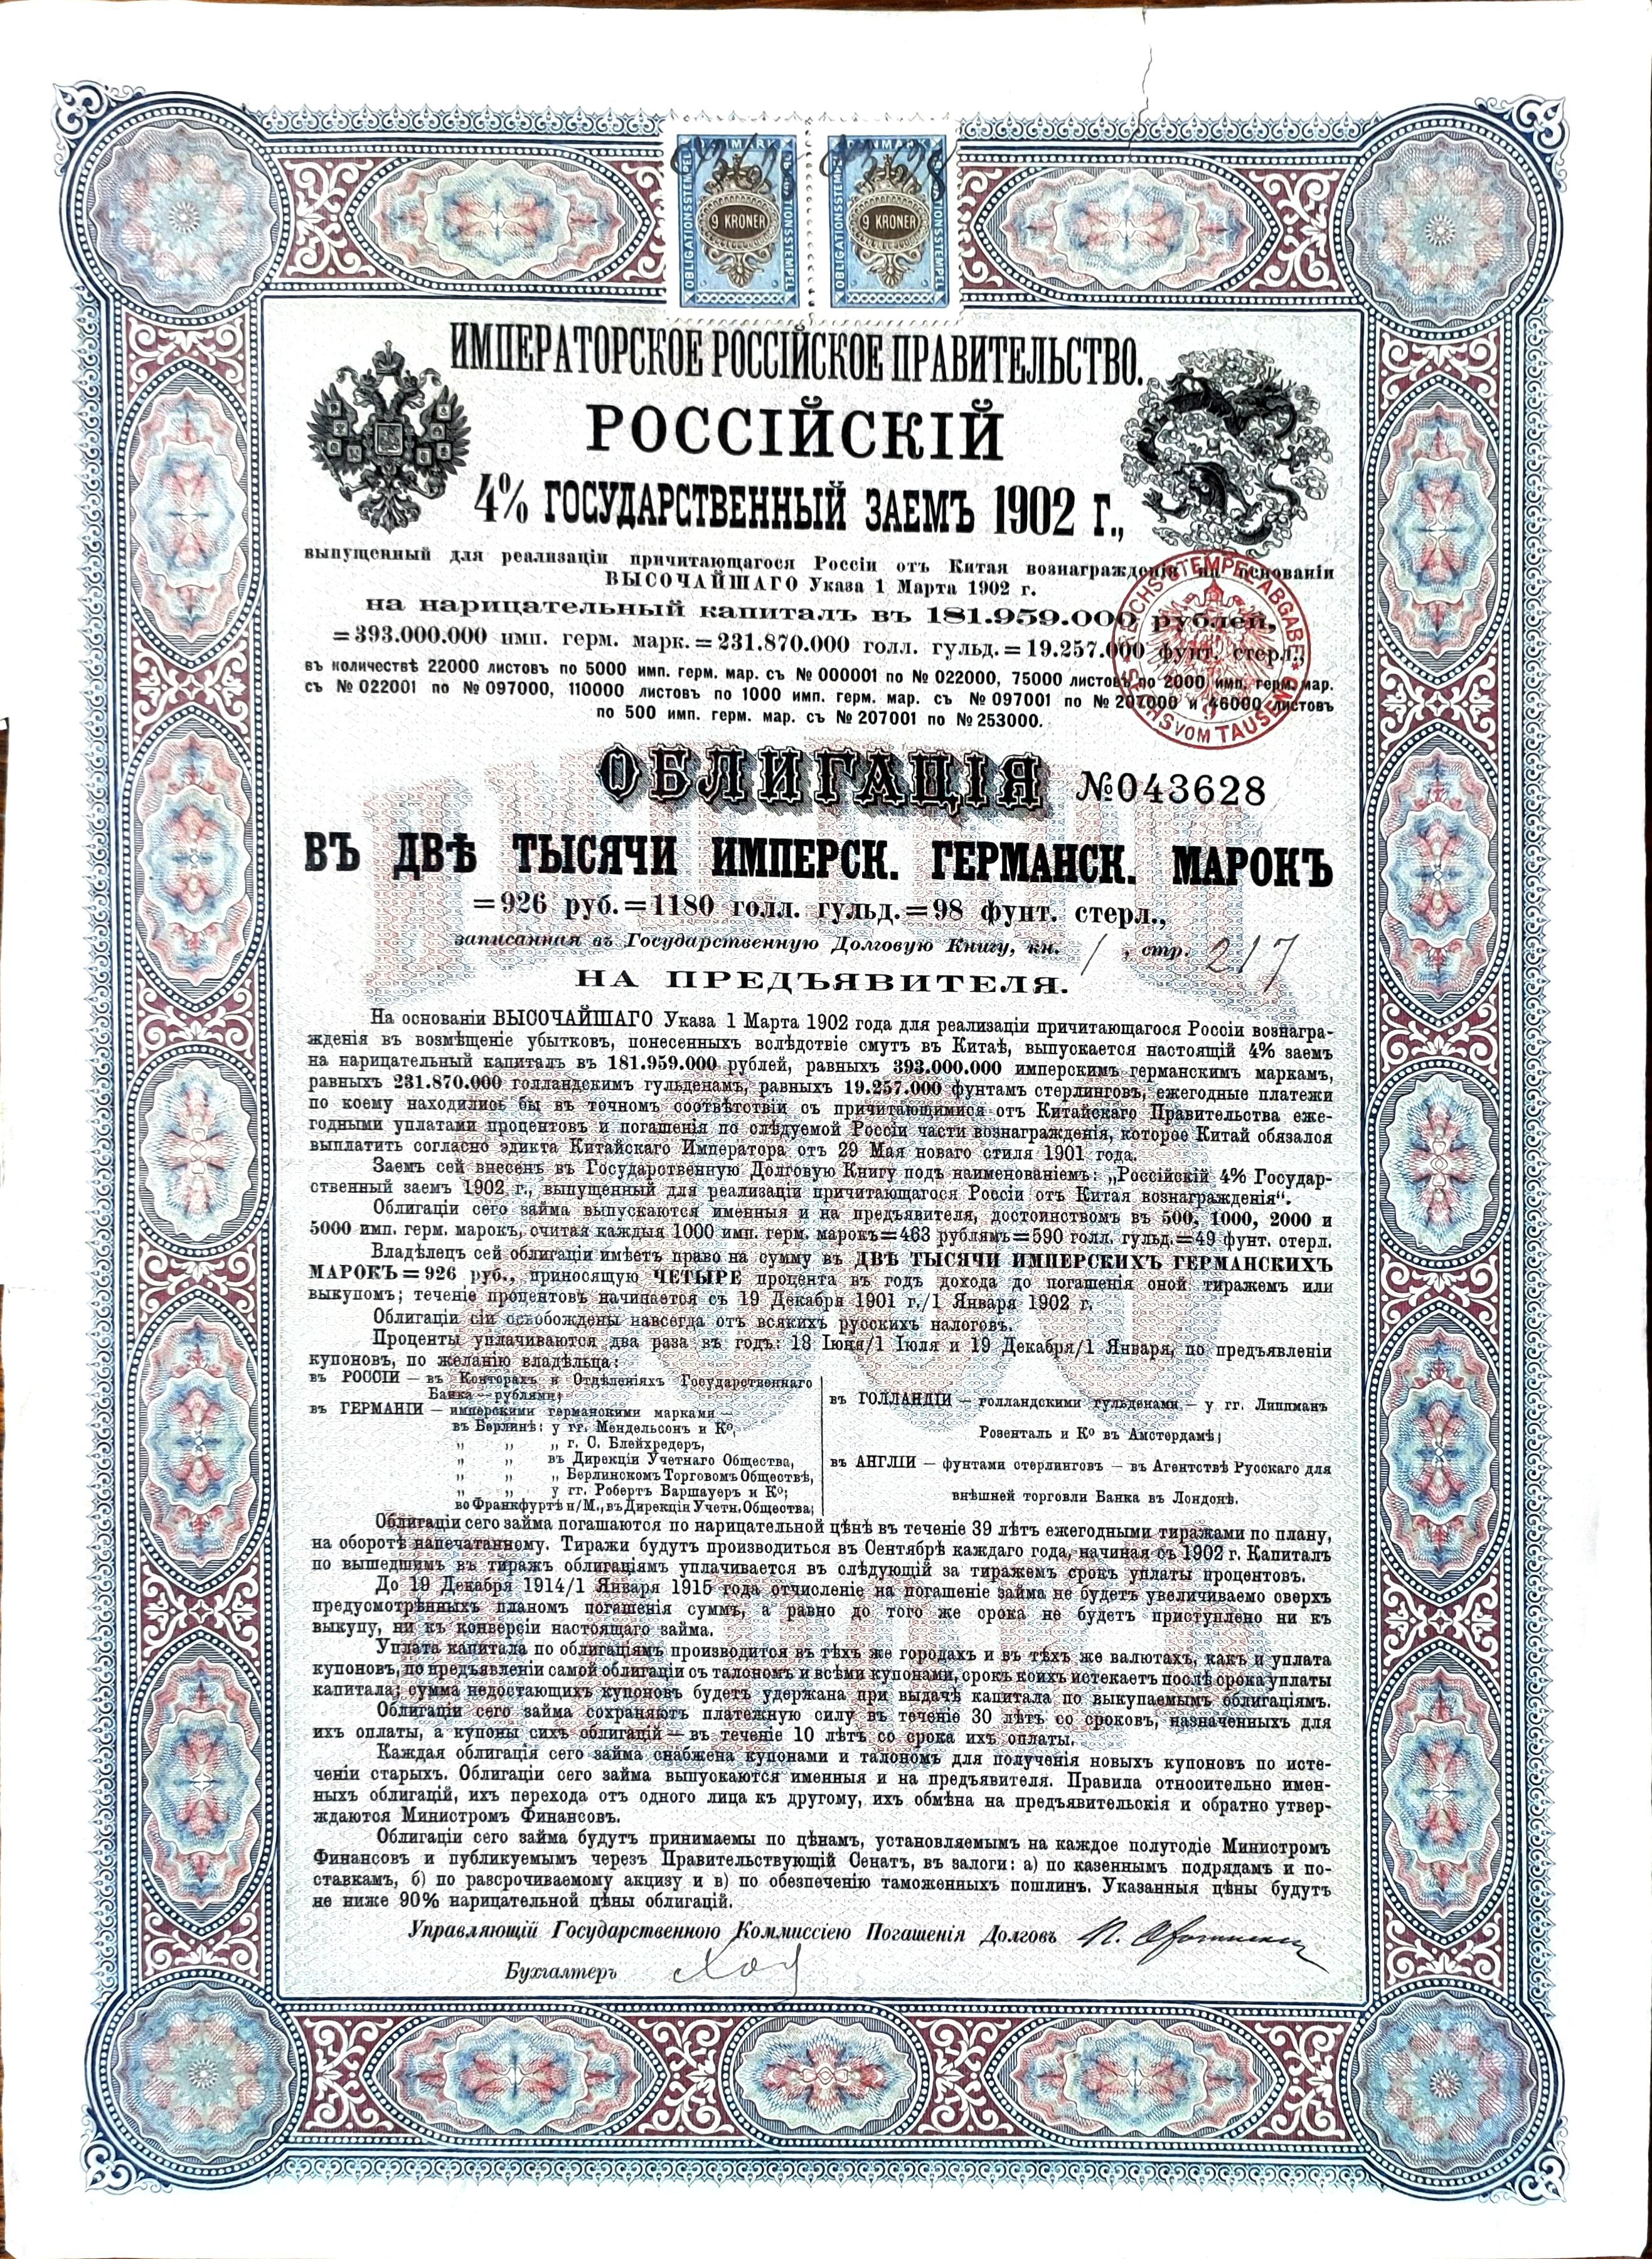 DANMARK DANMARK
OBLIGATIONSSTEMPEL 9 KRONER OBLIGATIONSSTEMPEL OBLIGATIONSSTEMPEL 9 KRONER OBLIGATIONSSTEMPEL
ИМПЕРАТОРСКОЕ РОССІЙСКОЕ ПРАВИТЕЛЬСТВО.
РОССІЙСКІЙ
4% ГОСУДАРСТВЕННЫЙ ЗАЕМЪ 1902 Г.,
выпущенный для реализаціи причитающагося Россіи отъ Китая вознагражденія на основаніи
ВЫСОЧАЙШАГО Указа 1 Марта 1902 г.
на нарицательный капиталъ въ 181.959.000 рублей,
=393.000.000 имп. герм. марк.=231.870.000 голл. гульд.=19.257.000 фунт. стерл.,
въ количествѣ 22000 листовъ по 5000 имп. герм. мар. съ №000001 по №022000, 75000 листовъ по 2000 имп. герм. мар.
съ №022001 по №097000, 110000 листовъ по 1000 имп. герм. мар. съ №097001 по №207000 и 46000 листовъ
по 500 имп. герм. мар. съ №207001 по №253000.
REICHSSTEMPELABGABE
SECHS VOM TAUSEND
ОБЛИГАЦІЯ №043628
ВЪ ДВѢ ТЫСЯЧИ ИМПЕРСК. ГЕРМАНСК. МАРОКЪ
=926 руб.=1180 голл. гульд.=98 фунт. стерл.,
записанная въ Государственную Долговую Книгу, кн. 1, стр. 217
НА ПРЕДЪЯВИТЕЛЯ.
На основаніи ВЫСОЧАЙШАГО Указа 1 Марта 1902 года для реализаціи причитающагося Россіи вознагра-
жденія въ возмѣщеніе убытковъ, понесенныхъ вслѣдствіе смутъ въ Китаѣ, выпускается настоящій 4% заемъ
на нарицательный капиталъ въ 181.959.000 рублей, равныхъ 393.000.000 имперскимъ германскимъ маркамъ,
равныхъ 231.870.000 голландскимъ гульденамъ, равныхъ 19.257.000 фунтамъ стерлинговъ, ежегодные платежи
по коему находились бы въ точномъ соотвѣтствіи съ причитающимися отъ Китайскаго Правительства еже-
годными уплатами процентовъ и погашенія по слѣдуемой Россіи части вознагражденія, которое Китай обязался
выплатить согласно эдикта Китайскаго Императора отъ 29 Мая новаго стиля 1901 года.
Заемъ сей внесенъ въ Государственную Долговую Книгу подъ наименованіемъ: „Россійскій 4% Государ-
ственный заемъ 1902 г., выпущенный для реализаціи причитающагося Россіи отъ Китая вознагражденія".
Облигаціи сего займа выпускаются именныя и на предъявителя, достоинствомъ въ 500, 1000, 2000 и
5000 имп. герм. марокъ, считая каждыя 1000 имп. герм. марокъ=463 рублямъ=590 голл. гульд.=49 фунт. стерл.
Владѣлецъ сей облигаціи имѣетъ право на сумму въ ДВѢ ТЫСЯЧИ ИМПЕРСКИХЪ ГЕРМАНСКИХЪ
МАРОКЪ=926 руб., приносящую ЧЕТЫРЕ процента въ годъ дохода до погашенія оной тиражемъ или
выкупомъ; теченіе процентовъ начинается съ 19 Декабря 1901 г./1 Января 1902 г.
Облигаціи сіи освобождены навсегда отъ всякихъ русскихъ налоговъ.
Проценты уплачиваются два раза въ годъ: 18 Іюня/1 Іюля и 19 Декабря/1 Января, по предъявленіи
купоновъ, по желанію владѣльца:
въ РОССІИ — въ Конторахъ и Отдѣленіяхъ Государственнаго
Банка — рублями;
въ ГЕРМАНІИ — имперскими германскими марками —
въ Берлинѣ: у гг. Мендельсонъ и Ко,
„ „ „ г. С. Блейхредеръ,
„ „ въ Дирекціи Учетнаго Общества,
„ „ „ Берлинскомъ Торговомъ Обществѣ,
„ „ у гг. Робертъ Варшауеръ и Ко;
во Франкфуртѣ н/М., въ Дирекціи Учетн. Общества;
въ ГОЛЛАНДІИ — голландскими гульденами — у гг. Липпманъ
Розенталь и Ко въ Амстердамѣ;
въ АНГЛІИ — фунтами стерлинговъ — въ Агентствѣ Русскаго для
внѣшней торговли Банка въ Лондонѣ.
Облигаціи сего займа погашаются по нарицательной цѣнѣ въ теченіе 39 лѣтъ ежегодными тиражами по плану,
на оборотѣ напечатанному. Тиражи будутъ производиться въ Сентябрѣ каждаго года, начиная съ 1902 г. Капиталъ
по вышедшимъ въ тиражъ облигаціямъ уплачивается въ слѣдующій за тиражемъ срокъ уплаты процентовъ.
До 19 Декабря 1914/1 Января 1915 года отчисленіе на погашеніе займа не будетъ увеличиваемо сверхъ
предусмотрѣнныхъ планомъ погашенія суммъ, а равно до того же срока не будетъ приступлено ни къ
выкупу, ни къ конверсіи настоящаго займа.
Уплата капитала по облигаціямъ производится въ тѣхъ же городахъ и въ тѣхъ же валютахъ, какъ и уплата
купоновъ, по предъявленіи самой облигаціи съ талономъ и всѣми купонами, срокъ коихъ истекаетъ послѣ срока уплаты
капитала; сумма недостающихъ купоновъ будетъ удержана при выдачѣ капитала по выкупаемымъ облигаціямъ.
Облигаціи сего займа сохраняютъ платежную силу въ теченіе 30 лѣтъ со сроковъ, назначенныхъ для
ихъ оплаты, а купоны сихъ облигацій — въ теченіе 10 лѣтъ со срока ихъ оплаты.
Каждая облигація сего займа снабжена купонами и талономъ для полученія новыхъ купоновъ по исте-
ченіи старыхъ. Облигаціи сего займа выпускаются именныя и на предъявителя. Правила относительно имен-
ныхъ облигацій, ихъ перехода отъ одного лица къ другому, ихъ обмѣна на предъявительскія и обратно утвер-
ждаются Министромъ Финансовъ.
Облигаціи сего займа будутъ принимаемы по цѣнамъ, установляемымъ на каждое полугодіе Министромъ
Финансовъ и публикуемымъ черезъ Правительствующій Сенатъ, въ залоги: а) по казеннымъ подрядамъ и по-
ставкамъ, б) по разсрочиваемому акцизу и в) по обезпеченію таможенныхъ пошлинъ. Указанныя цѣны будутъ
не ниже 90% нарицательной цѣны облигацій.
Управляющій Государственною Коммиссіею Погашенія Долговъ
Бухгалтеръ